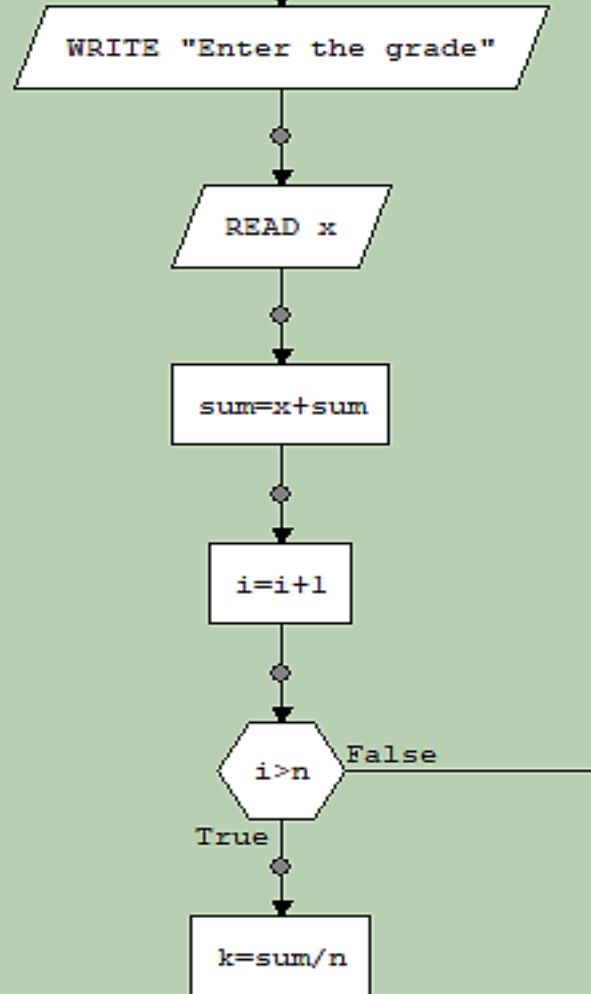 WRITE "Enter the grade"
READ x
sum=x+sum
i=i+1
i>n
False
True
k=sum/n